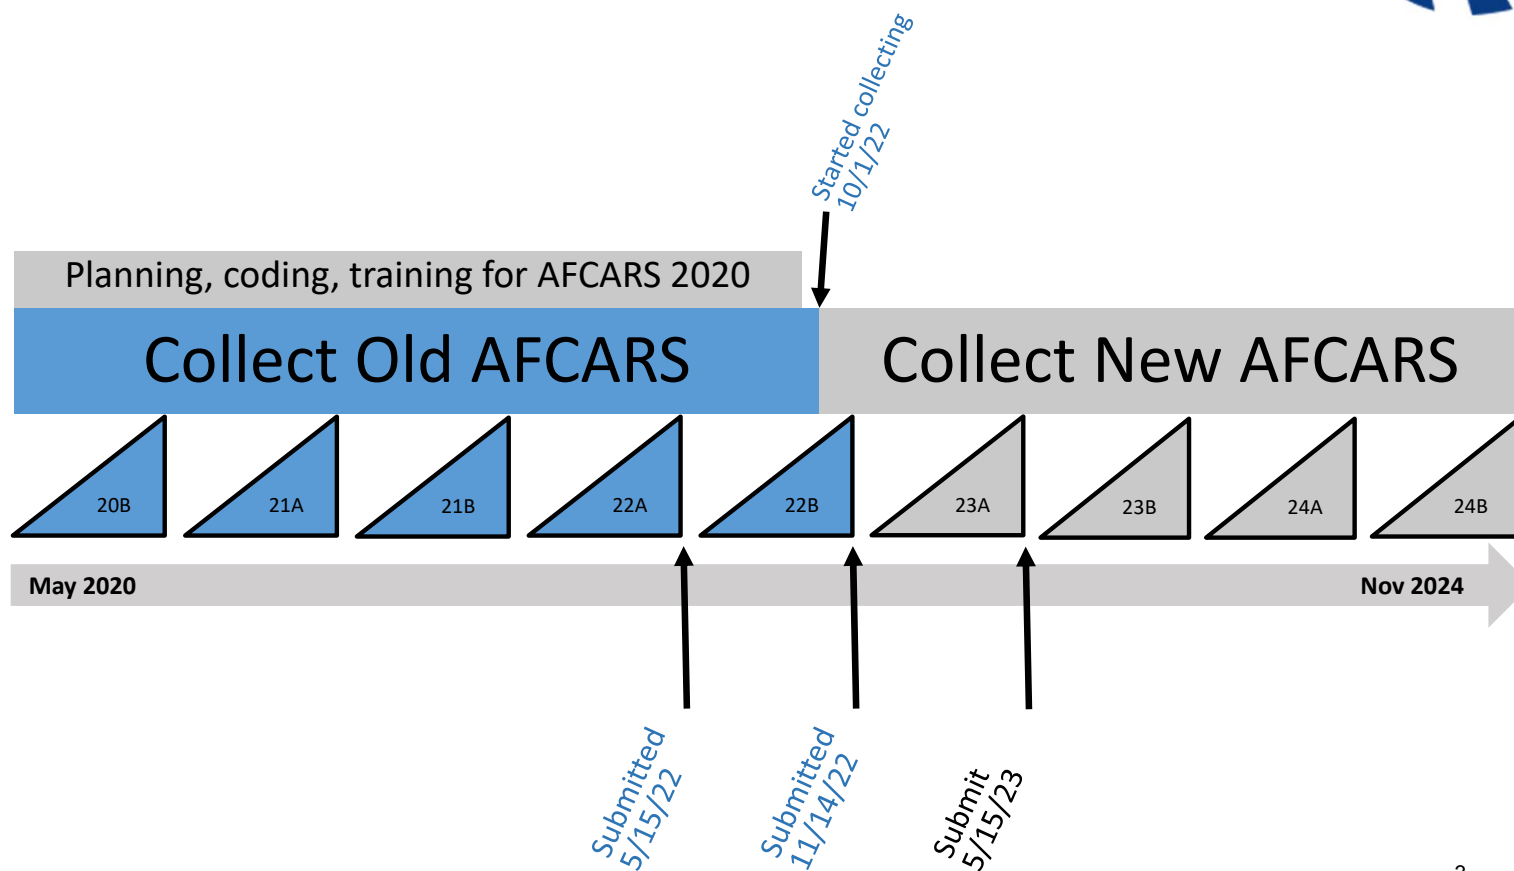 Started collecting
10/1/22
Planning, coding, training for AFCARS 2020
Collect Old AFCARS
Collect New AFCARS
20B
21A
21B
22A
22B
23A
23B
24A
24B
May 2020
Nov 2024
Submitted
5/15/22
Submitted
11/14/22
Submit
5/15/23